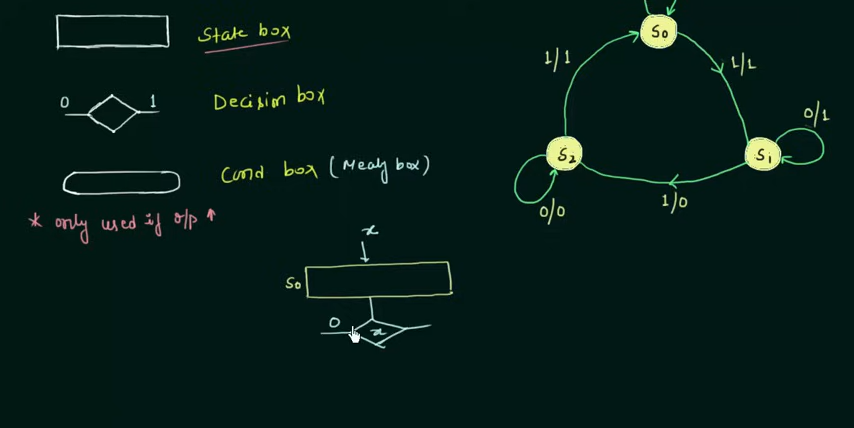 State box
0 1 Decision box
Cond box (Mealy box)
* only used if o/p ↑
x
S0
0
x
S0
1/1
1/1
0/1
S2
S1
0/0
1/0